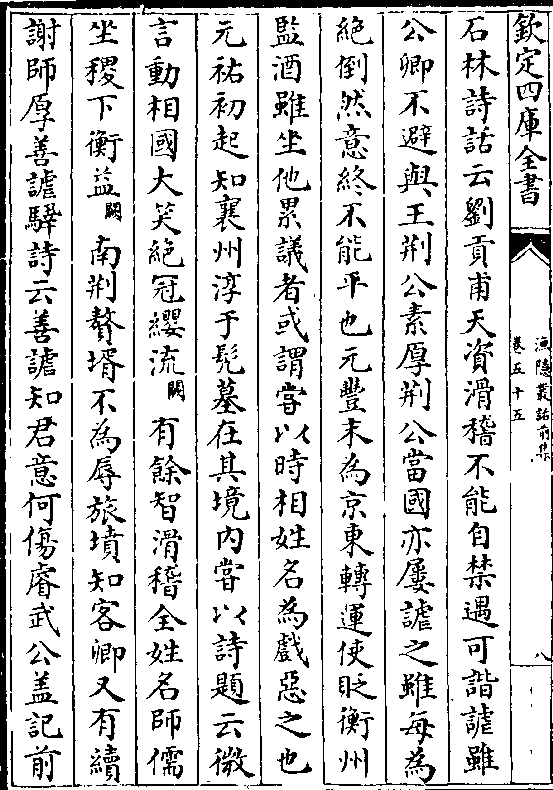 欽定四庫全書
漁隱叢話前集
卷五十五
八
石林詩話云劉貢甫天資滑稽不能自禁遇可諧謔雖
公卿不避與王荆公素厚荆公當國亦屢謔之雖每為
絶倒然意終不能平也元豐末為京東轉運使貶衡州
監酒雖坐他累議者或謂嘗以時相姓名為戲惡之也
元祐初起知襄州淳于髠墓在其境内嘗以詩題云微
言動相國大笑絶冠纓流闕有餘智滑稽全姓名師儒
坐稷下衡益闕南荆贅壻不為辱旅墳知客卿又有續
謝師厚善謔驛詩云善謔知君意何傷睿武公盖記前